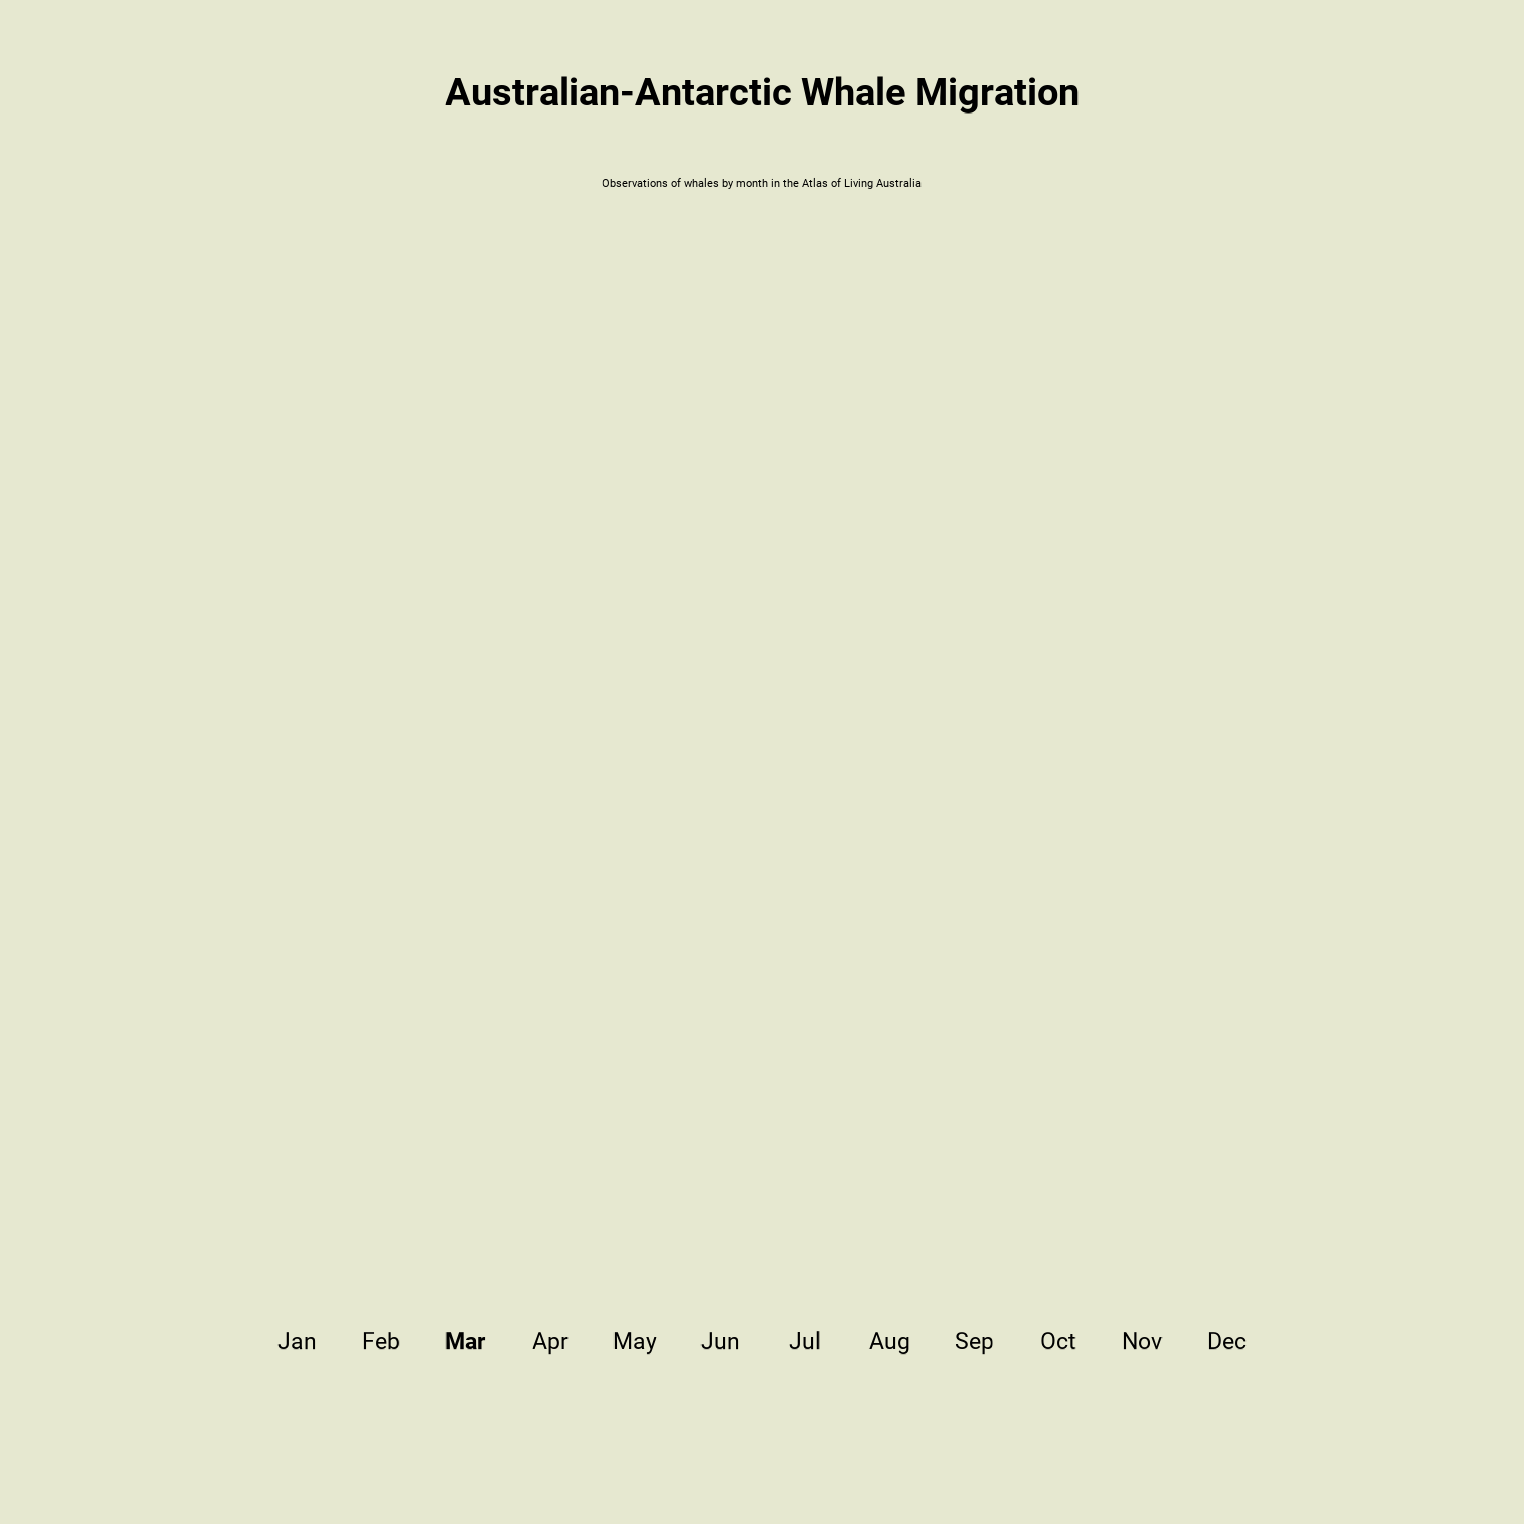 Australian-Antarctic Whale Migration
Observations of whales by month in the Atlas of Living Australia
Jan Feb Mar Apr May Jun Jul Aug Sep Oct Nov Dec